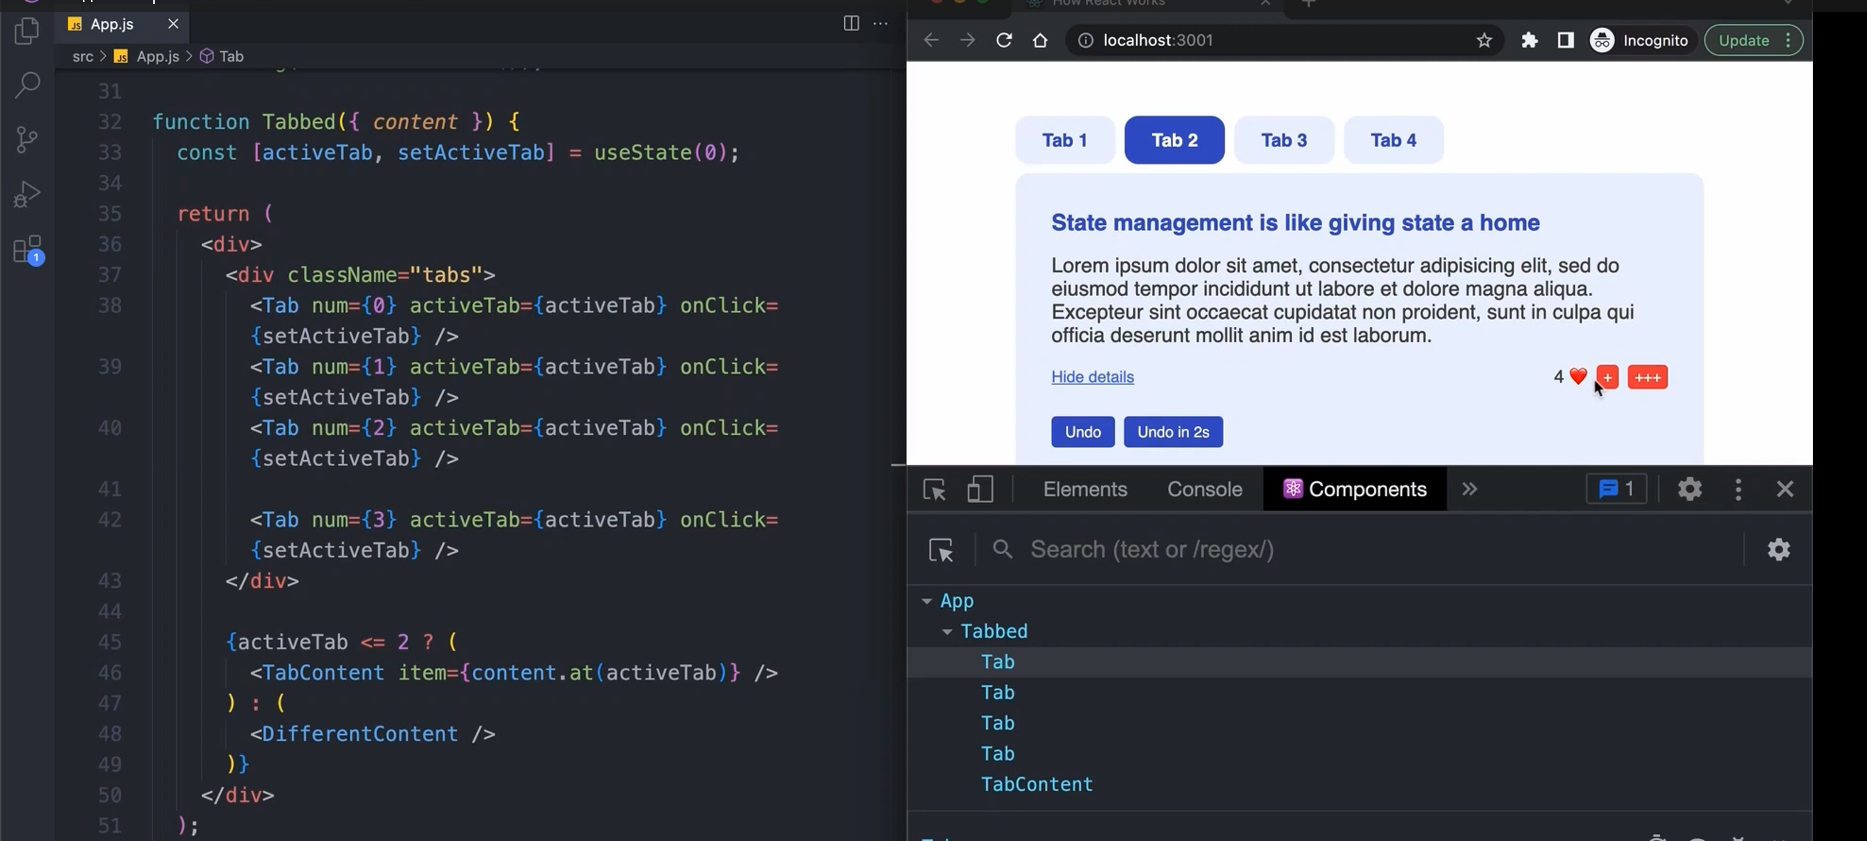 App.js
src > App.js > Tab
31
32 function Tabbed({ content }) {
33 const [activeTab, setActiveTab] = useState(0);
34
35 return (
36 <div>
37 <div className="tabs">
38 <Tab num={0} activeTab={activeTab} onClick=
{setActiveTab} />
39 <Tab num={1} activeTab={activeTab} onClick=
{setActiveTab} />
40 <Tab num={2} activeTab={activeTab} onClick=
{setActiveTab} />
41
42 <Tab num={3} activeTab={activeTab} onClick=
{setActiveTab} />
43 </div>
44
45 {activeTab <= 2 ? (
46 <TabContent item={content.at(activeTab)} />
47 ) : (
48 <DifferentContent />
49 )}
50 </div>
51 );
1
How React Works
localhost:3001
Incognito
Update
Tab 1 Tab 2 Tab 3 Tab 4
State management is like giving state a home
Lorem ipsum dolor sit amet, consectetur adipisicing elit, sed do
eiusmod tempor incididunt ut labore et dolore magna aliqua.
Excepteur sint occaecat cupidatat non proident, sunt in culpa qui
officia deserunt mollit anim id est laborum.
Hide details 4 ❤️ + +++
Undo Undo in 2s
Elements Console Components » 1
Search (text or /regex/)
App
Tabbed
Tab
Tab
Tab
Tab
TabContent